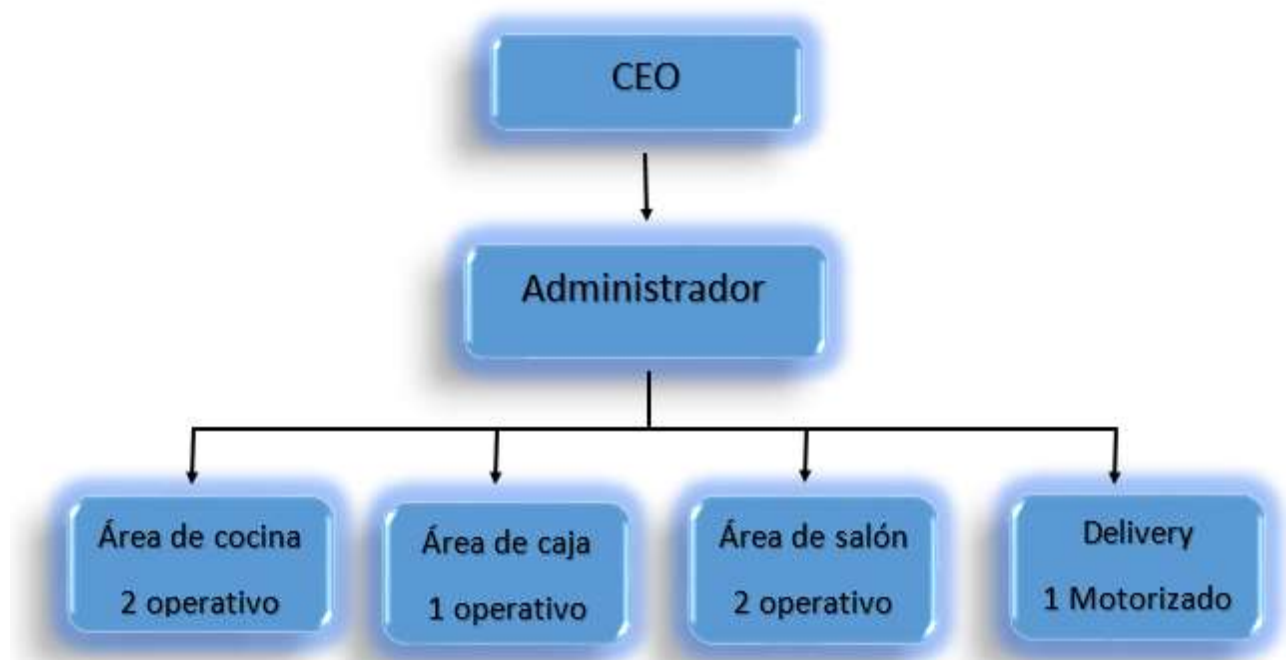 CEO
Administrador
Área de cocina
2 operativo
Área de caja
1 operativo
Área de salón
2 operativo
Delivery
1 Motorizado